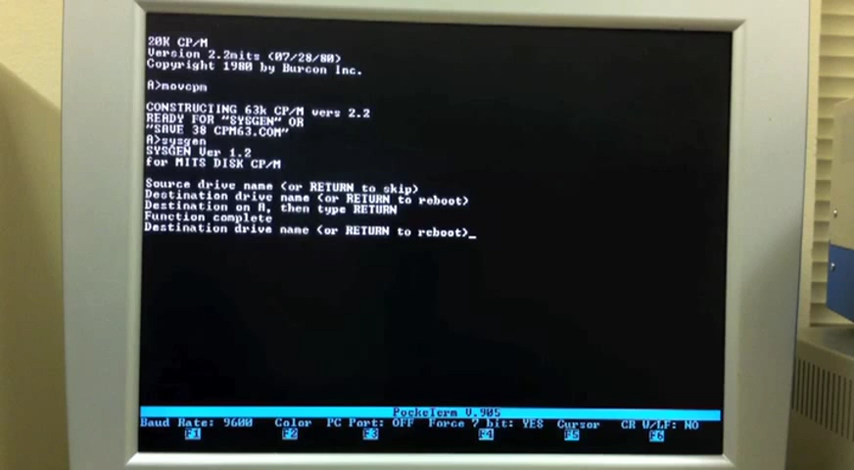 20K CP/M
Version 2.2mits (07/28/80)
Copyright 1980 by Burcon Inc.
A>movcpm
CONSTRUCTING 63k CP/M vers 2.2
READY FOR "SYSGEN" OR
"SAVE 38 CPM63.COM"
A>sysgen
SYSGEN Ver 1.2
for MITS DISK CP/M
Source drive name (or RETURN to skip)
Destination drive name (or RETURN to reboot)
Destination on A, then type RETURN
Function complete
Destination drive name (or RETURN to reboot)_
PockeTerm V.905
Baud Rate: 9600 Color PC Port: OFF Force 7 bit: YES Cursor CR W/LF: NO
F1 F2 F3 F4 F5 F6